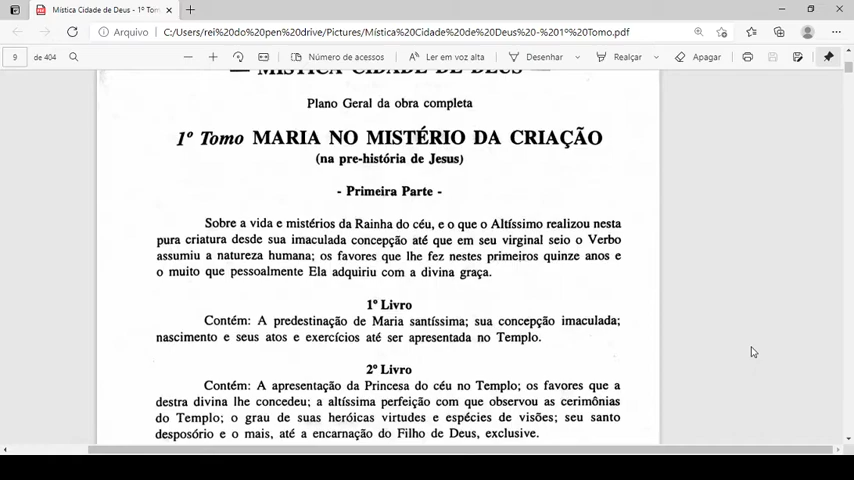 Mística Cidade de Deus - 1º Tom
Arquivo
C:/Users/rei%20do%20pen%20drive/Pictures/Mística%20Cidade%20de%20Deus%20-%201º%20Tomo.pdf
9 de 404
Número de acessos
Ler em voz alta
Desenhar
Realçar
Apagar
— MÍSTICA CIDADE DE DEUS —
Plano Geral da obra completa
1º Tomo MARIA NO MISTÉRIO DA CRIAÇÃO
(na pre-história de Jesus)
- Primeira Parte -
Sobre a vida e mistérios da Rainha do céu, e o que o Altíssimo realizou nesta
pura criatura desde sua imaculada concepção até que em seu virginal seio o Verbo
assumiu a natureza humana; os favores que lhe fez nestes primeiros quinze anos e
o muito que pessoalmente Ela adquiriu com a divina graça.
1º Livro
Contém: A predestinação de Maria santíssima; sua concepção imaculada;
nascimento e seus atos e exercícios até ser apresentada no Templo.
2º Livro
Contém: A apresentação da Princesa do céu no Templo; os favores que a
destra divina lhe concedeu; a altíssima perfeição com que observou as cerimônias
do Templo; o grau de suas heróicas virtudes e espécies de visões; seu santo
desposório e o mais, até a encarnação do Filho de Deus, exclusive.